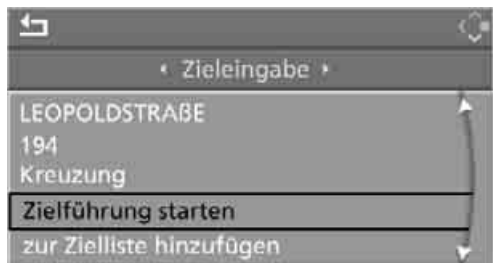 Zieleingabe
LEOPOLDSTRAßE
194
Kreuzung
Zielführung starten
zur Zielliste hinzufügen